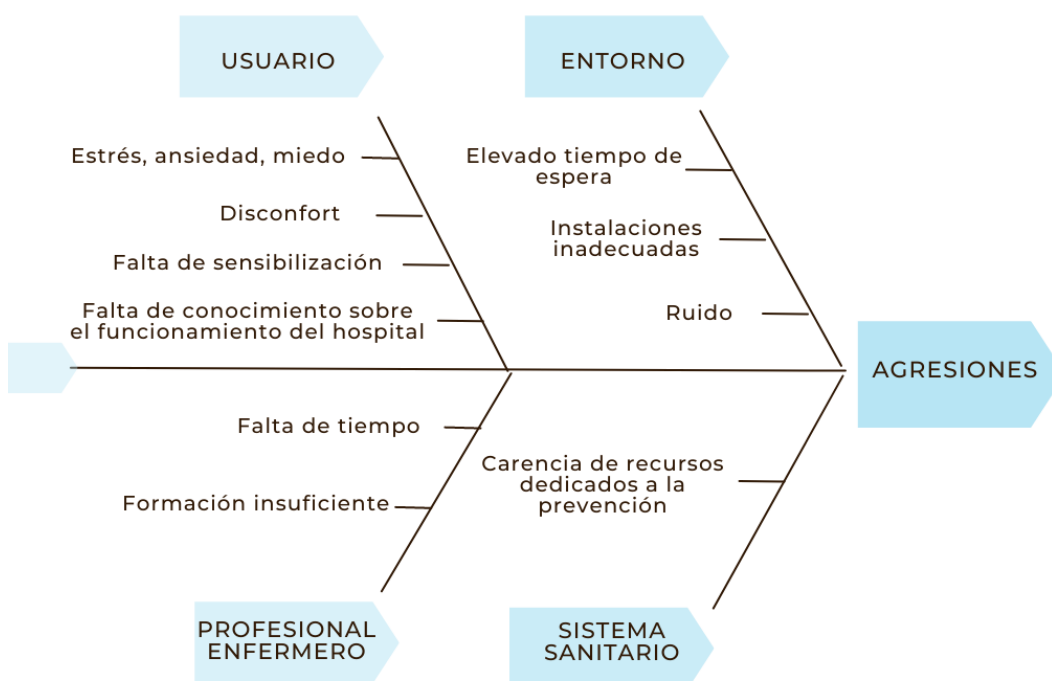 USUARIO
ENTORNO
Estrés, ansiedad, miedo
Disconfort
Falta de sensibilización
Falta de conocimiento sobre
el funcionamiento del hospital
Elevado tiempo de
espera
Instalaciones
inadecuadas
Ruido
AGRESIONES
Falta de tiempo
Formación insuficiente
Carencia de recursos
dedicados a la
prevención
PROFESIONAL
ENFERMERO
SISTEMA
SANITARIO